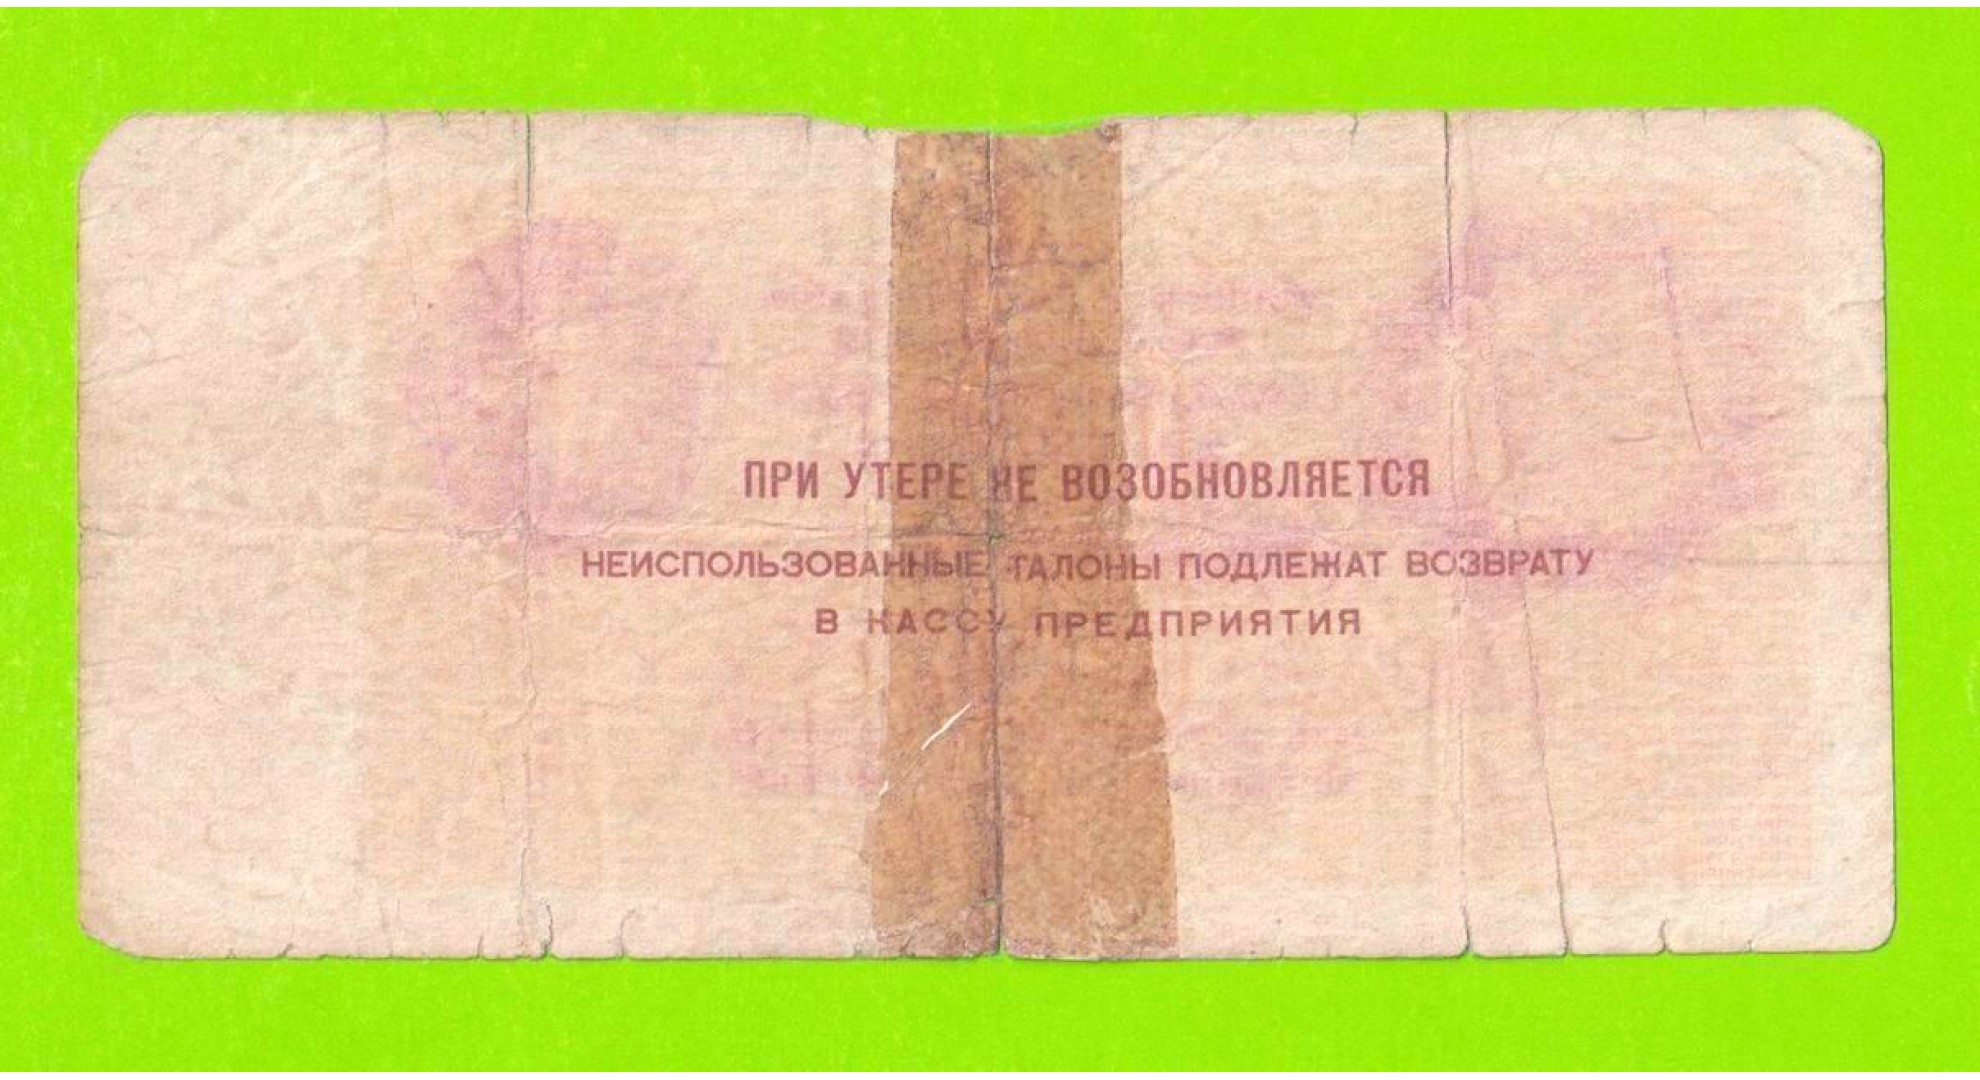 ПРИ УТЕРЕ НЕ ВОЗОБНОВЛЯЕТСЯ
НЕИСПОЛЬЗОВАННЫЕ ТАЛОНЫ ПОДЛЕЖАТ ВОЗВРАТУ
В КАССУ ПРЕДПРИЯТИЯ